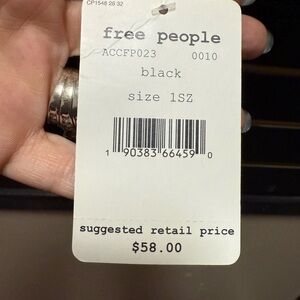 CP1548 28 32
free people
ACCFP023 0010
black
size 1SZ
1 90383 66459 0
suggested retail price
$58.00